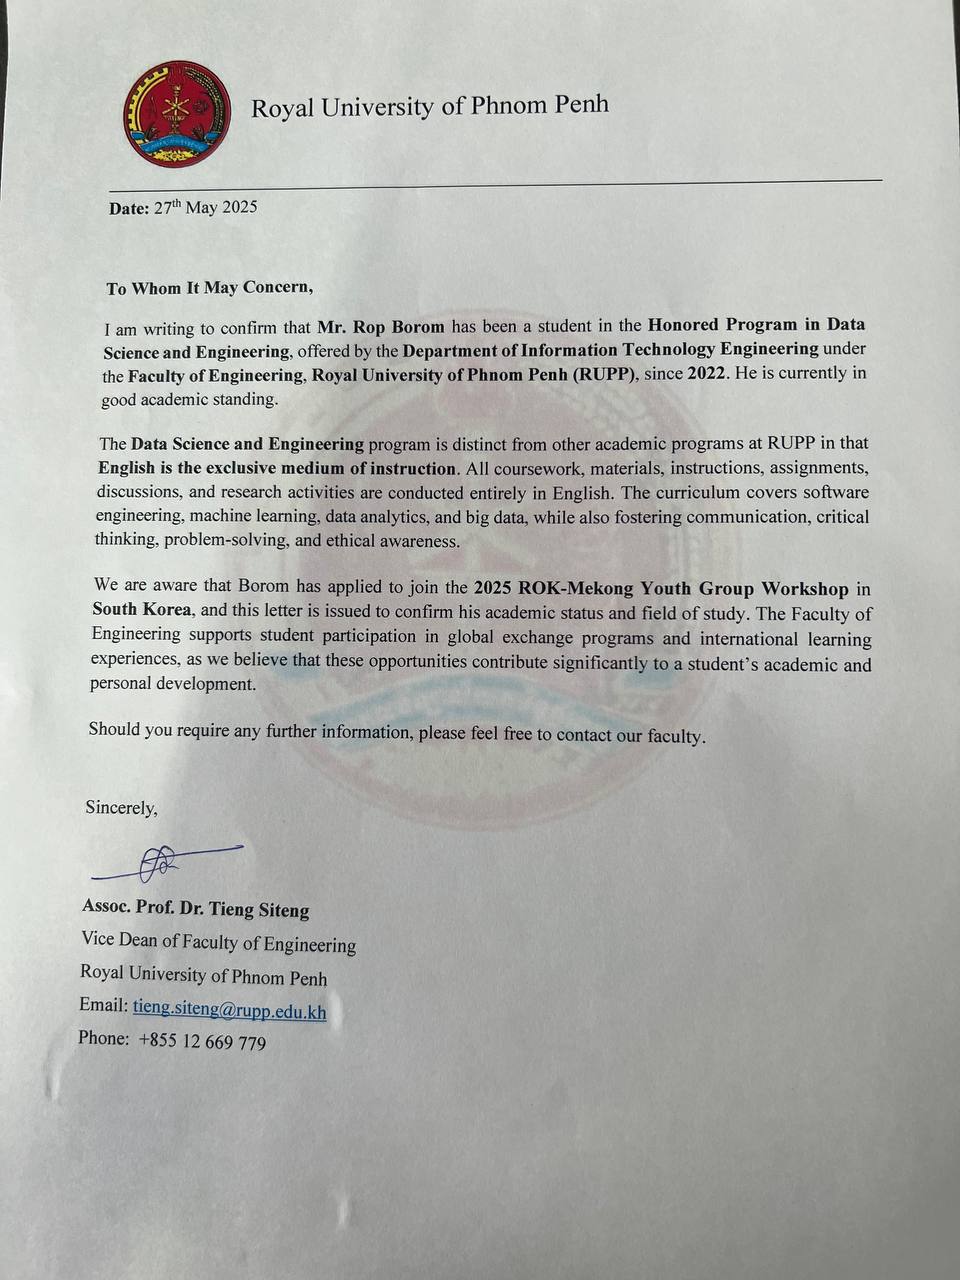 Royal University of Phnom Penh
Date: 27th May 2025
To Whom It May Concern,
I am writing to confirm that Mr. Rop Borom has been a student in the Honored Program in Data
Science and Engineering, offered by the Department of Information Technology Engineering under
the Faculty of Engineering, Royal University of Phnom Penh (RUPP), since 2022. He is currently in
good academic standing.
The Data Science and Engineering program is distinct from other academic programs at RUPP in that
English is the exclusive medium of instruction. All coursework, materials, instructions, assignments,
discussions, and research activities are conducted entirely in English. The curriculum covers software
engineering, machine learning, data analytics, and big data, while also fostering communication, critical
thinking, problem-solving, and ethical awareness.
We are aware that Borom has applied to join the 2025 ROK-Mekong Youth Group Workshop in
South Korea, and this letter is issued to confirm his academic status and field of study. The Faculty of
Engineering supports student participation in global exchange programs and international learning
experiences, as we believe that these opportunities contribute significantly to a student's academic and
personal development.
Should you require any further information, please feel free to contact our faculty.
Sincerely,
Assoc. Prof. Dr. Tieng Siteng
Vice Dean of Faculty of Engineering
Royal University of Phnom Penh
Email: tieng.siteng@rupp.edu.kh
Phone: +855 12 669 779